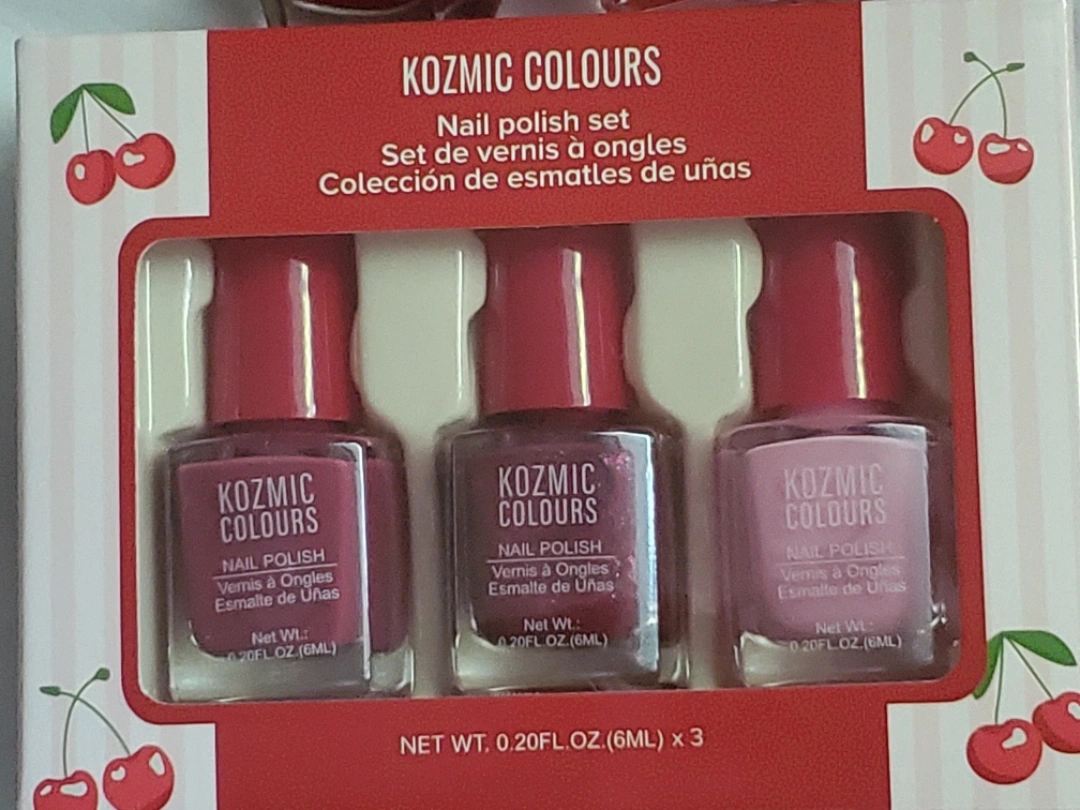 KOZMIC COLOURS
Nail polish set
Set de vernis à ongles
Colección de esmatles de uñas
KOZMIC
COLOURS
NAIL POLISH
Vernis à Ongles
Esmalte de Uñas
Net Wt.:
0.20FL.OZ.(6ML)
KOZMIC
COLOURS
NAIL POLISH
Vernis à Ongles
Esmalte de Uñas
Net Wt.:
0.20FL.OZ.(6ML)
KOZMIC
COLOURS
NAIL POLISH
Vernis à Ongles
Esmalte de Uñas
Net Wt.:
0.20FL.OZ.(6ML)
NET WT. 0.20FL.OZ.(6ML) x 3